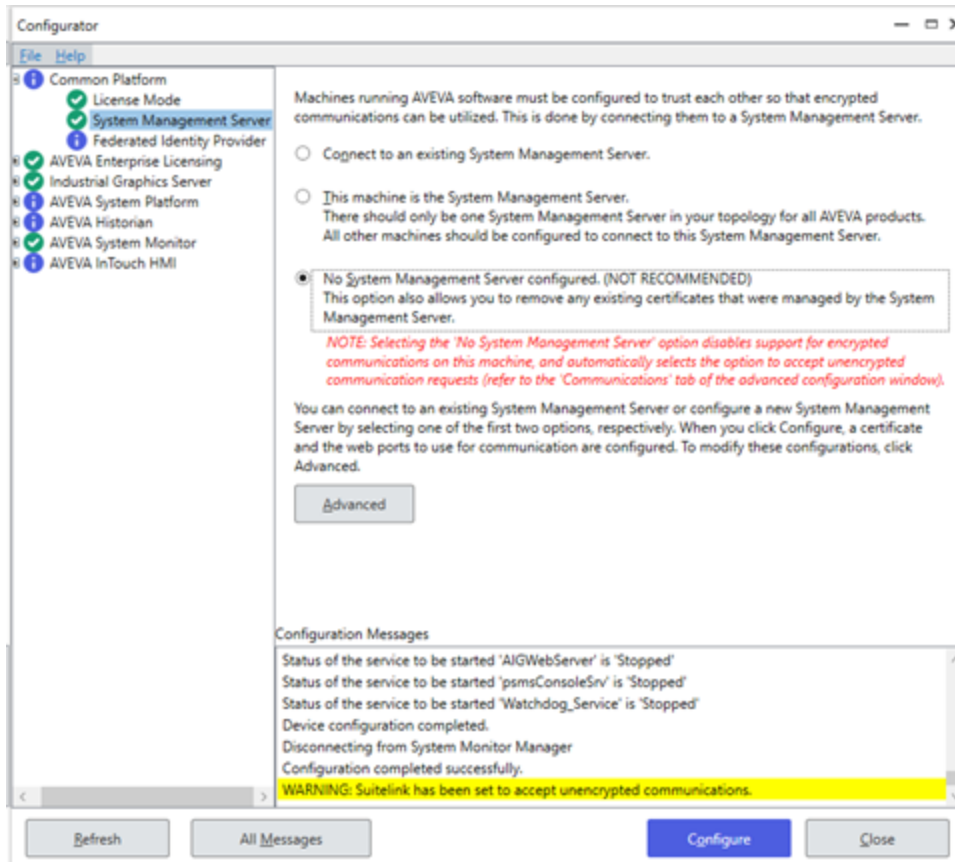 Configurator
File Help
Common Platform
License Mode
System Management Server
Federated Identity Provider
AVEVA Enterprise Licensing
Industrial Graphics Server
AVEVA System Platform
AVEVA Historian
AVEVA System Monitor
AVEVA InTouch HMI
Machines running AVEVA software must be configured to trust each other so that encrypted
communications can be utilized. This is done by connecting them to a System Management Server.
Connect to an existing System Management Server.
This machine is the System Management Server.
There should only be one System Management Server in your topology for all AVEVA products.
All other machines should be configured to connect to this System Management Server.
No System Management Server configured. (NOT RECOMMENDED)
This option also allows you to remove any existing certificates that were managed by the System
Management Server.
NOTE: Selecting the 'No System Management Server' option disables support for encrypted
communications on this machine, and automatically selects the option to accept unencrypted
communication requests (refer to the 'Communications' tab of the advanced configuration window).
You can connect to an existing System Management Server or configure a new System Management
Server by selecting one of the first two options, respectively. When you click Configure, a certificate
and the web ports to use for communication are configured. To modify these configurations, click
Advanced.
Advanced
Configuration Messages
Status of the service to be started 'AIGWebServer' is 'Stopped'
Status of the service to be started 'psmsConsoleSrv' is 'Stopped'
Status of the service to be started 'Watchdog_Service' is 'Stopped'
Device configuration completed.
Disconnecting from System Monitor Manager
Configuration completed successfully.
WARNING: Suitelink has been set to accept unencrypted communications.
Refresh
All Messages
Configure
Close